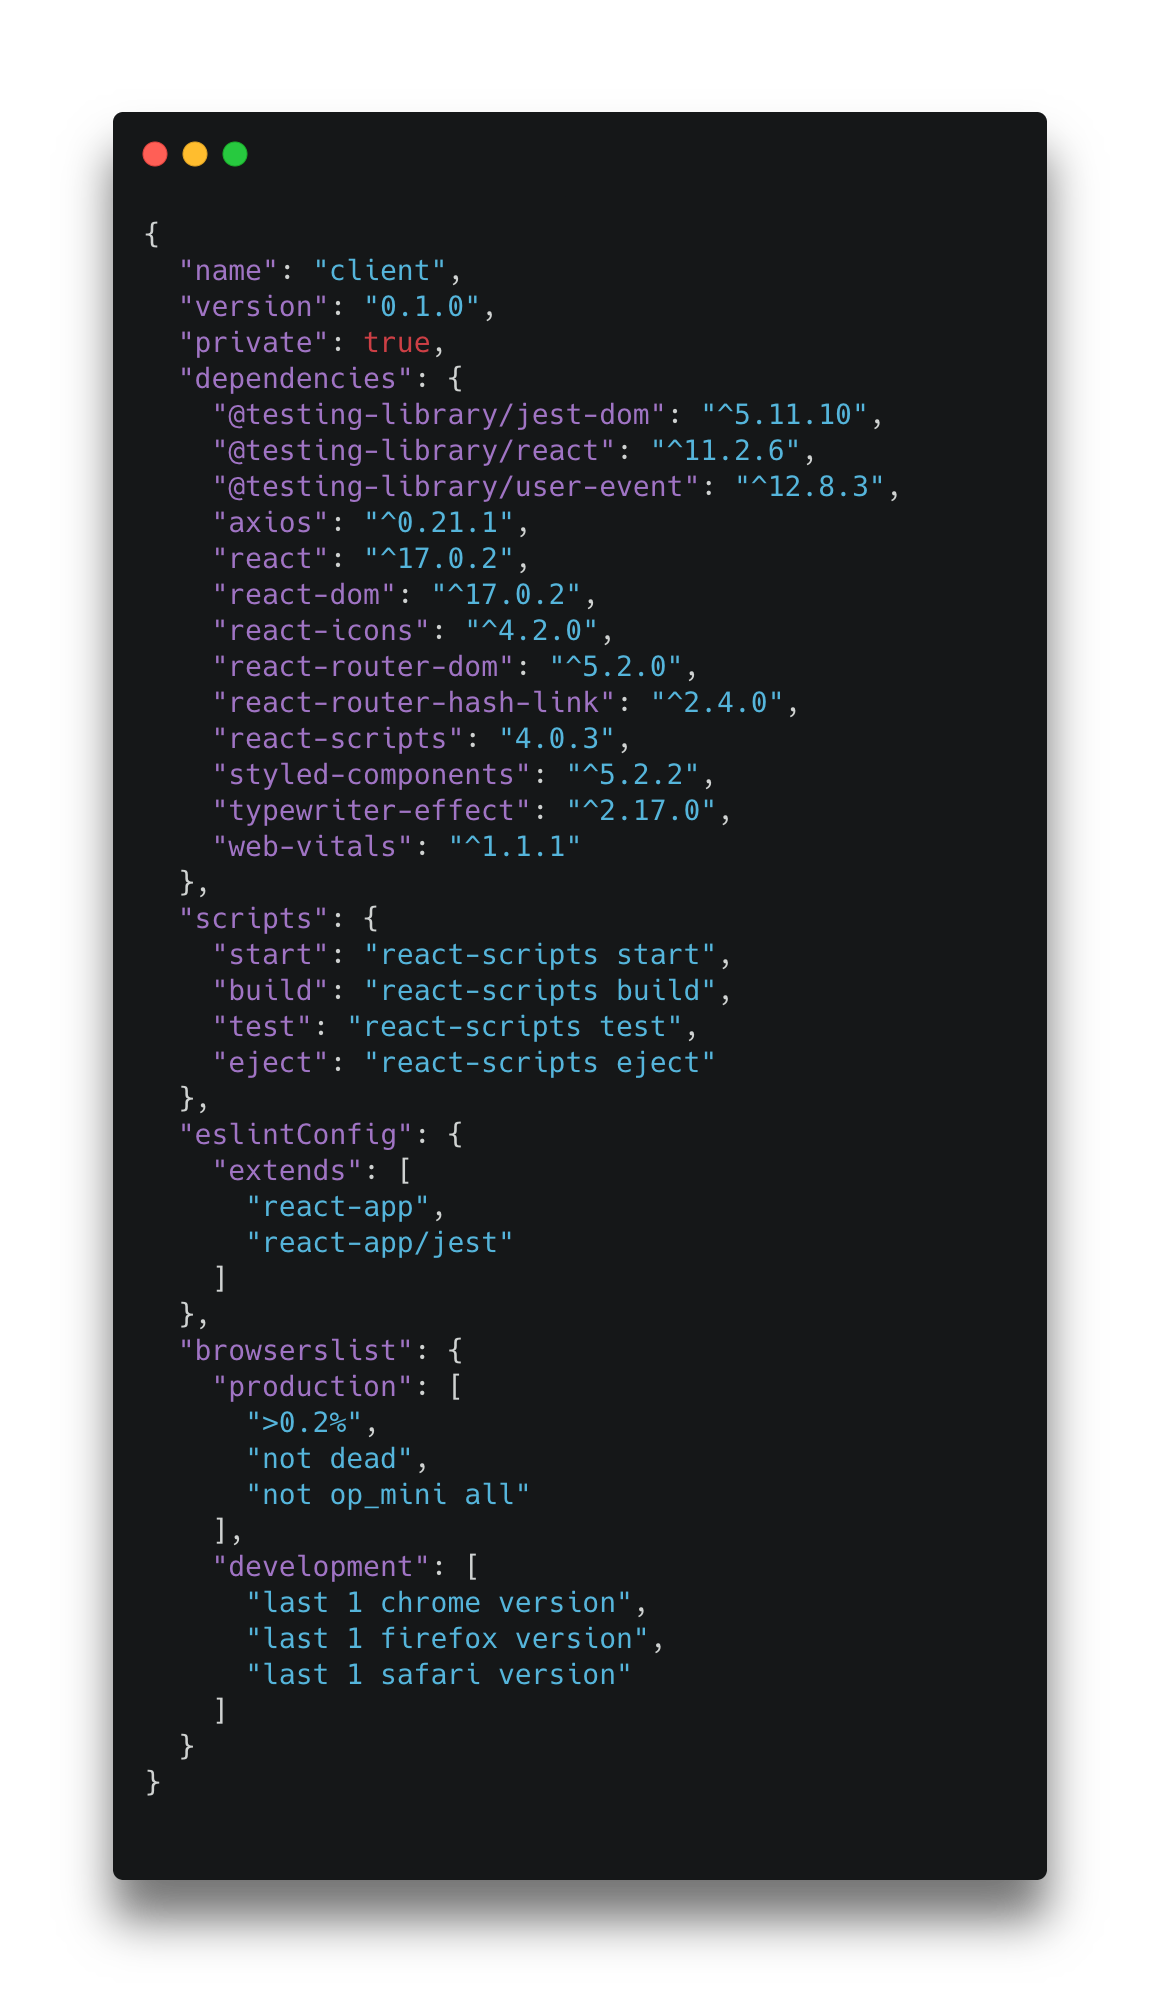 {
  "name": "client",
  "version": "0.1.0",
  "private": true,
  "dependencies": {
    "@testing-library/jest-dom": "^5.11.10",
    "@testing-library/react": "^11.2.6",
    "@testing-library/user-event": "^12.8.3",
    "axios": "^0.21.1",
    "react": "^17.0.2",
    "react-dom": "^17.0.2",
    "react-icons": "^4.2.0",
    "react-router-dom": "^5.2.0",
    "react-router-hash-link": "^2.4.0",
    "react-scripts": "4.0.3",
    "styled-components": "^5.2.2",
    "typewriter-effect": "^2.17.0",
    "web-vitals": "^1.1.1"
  },
  "scripts": {
    "start": "react-scripts start",
    "build": "react-scripts build",
    "test": "react-scripts test",
    "eject": "react-scripts eject"
  },
  "eslintConfig": {
    "extends": [
      "react-app",
      "react-app/jest"
    ]
  },
  "browserslist": {
    "production": [
      ">0.2%",
      "not dead",
      "not op_mini all"
    ],
    "development": [
      "last 1 chrome version",
      "last 1 firefox version",
      "last 1 safari version"
    ]
  }
}